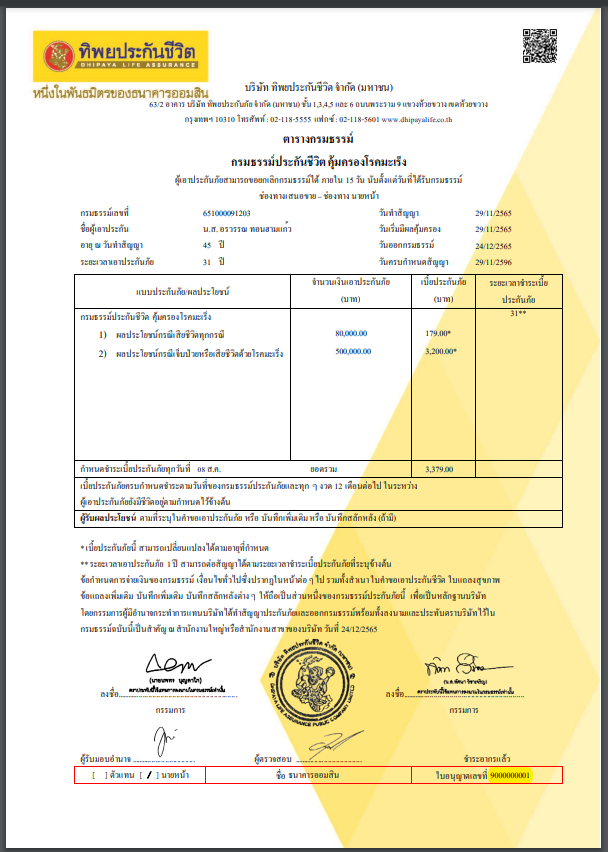 ทิพยประกันชีวิต
DHIPAYA LIFE ASSURANCE
หนึ่งในพันธมิตรของธนาคารออมสิน
บริษัท ทิพยประกันชีวิต จำกัด (มหาชน)
63/2 อาคาร บริษัท ทิพยประกันภัย จำกัด (มหาชน) ชั้น 1,3,4,5 และ 6 ถนนพระราม 9 แขวงห้วยขวาง เขตห้วยขวาง
กรุงเทพฯ 10310 โทรศัพท์ : 02-118-5555 แฟกซ์ : 02-118-5601 www.dhipayalife.co.th
ตารางกรมธรรม์
กรมธรรม์ประกันชีวิต คุ้มครองโรคมะเร็ง
ผู้เอาประกันภัยสามารถขอยกเลิกกรมธรรม์ได้ ภายใน 15 วัน นับตั้งแต่วันที่ได้รับกรมธรรม์
ช่องทางเสนอขาย – ช่องทาง นายหน้า
กรมธรรม์เลขที่ 651000091203 วันทำสัญญา 29/11/2565
ชื่อผู้เอาประกัน น.ส. อรวรรณ ทอนฮามแก้ว วันเริ่มมีผลคุ้มครอง 29/11/2565
อายุ ณ วันทำสัญญา 45 ปี วันออกกรมธรรม์ 24/12/2565
ระยะเวลาเอาประกันภัย 31 ปี วันครบกำหนดสัญญา 29/11/2596
แบบประกันภัย/ผลประโยชน์ จำนวนเงินเอาประกันภัย (บาท) เบี้ยประกันภัย (บาท) ระยะเวลาชำระเบี้ยประกันภัย
กรมธรรม์ประกันชีวิต คุ้มครองโรคมะเร็ง 31**
1) ผลประโยชน์กรณีเสียชีวิตทุกกรณี 80,000.00 179.00*
2) ผลประโยชน์กรณีเจ็บป่วยหรือเสียชีวิตด้วยโรคมะเร็ง 500,000.00 3,200.00*
กำหนดชำระเบี้ยประกันภัยทุกวันที่ 08 ส.ค. ยอดรวม 3,379.00
เบี้ยประกันภัยครบกำหนดชำระตามวันที่ของกรมธรรม์ประกันภัยและทุก ๆ งวด 12 เดือนต่อไป ในระหว่าง
ผู้เอาประกันภัยยังมีชีวิตอยู่ตามกำหนดไว้ข้างต้น
ผู้รับผลประโยชน์ ตามที่ระบุในคำขอเอาประกันภัย หรือ บันทึกเพิ่มเติม หรือ บันทึกสลักหลัง (ถ้ามี)
* เบี้ยประกันภัยนี้ สามารถเปลี่ยนแปลงได้ตามอายุที่กำหนด
** ระยะเวลาเอาประกันภัย 1 ปี สามารถต่อสัญญาได้ตามระยะเวลาชำระเบี้ยประกันภัยที่ระบุข้างต้น
ข้อกำหนดการจ่ายเงินของกรมธรรม์ เงื่อนไขทั่วไปซึ่งปรากฏในหน้าต่อ ๆ ไป รวมทั้งสำเนาใบคำขอเอาประกันชีวิต ใบแถลงสุขภาพ
ข้อแถลงเพิ่มเติม บันทึกเพิ่มเติม บันทึกสลักหลังต่าง ๆ ให้ถือเป็นส่วนหนึ่งของกรมธรรม์ประกันภัยนี้ เพื่อเป็นหลักฐานบริษัท
โดยกรรมการผู้มีอำนาจกระทำการแทนบริษัทได้ทำสัญญาประกันภัยและออกกรมธรรม์พร้อมทั้งลงนามและประทับตราบริษัทไว้ใน
กรมธรรม์ฉบับนี้เป็นสำคัญ ณ สำนักงานใหญ่หรือสำนักงานสาขาของบริษัท วันที่ 24/12/2565
บริษัท ทิพยประกันชีวิต จำกัด (มหาชน)
DHIPAYA LIFE ASSURANCE PUBLIC COMPANY LIMITED
ลงชื่อ ลงชื่อ
กรรมการ กรรมการ
ผู้รับมอบอำนาจ ผู้ตรวจสอบ ชำระอากรแล้ว
[ ] ตัวแทน [ / ] นายหน้า ชื่อ ธนาคารออมสิน ใบอนุญาตเลขที่ 9000000001